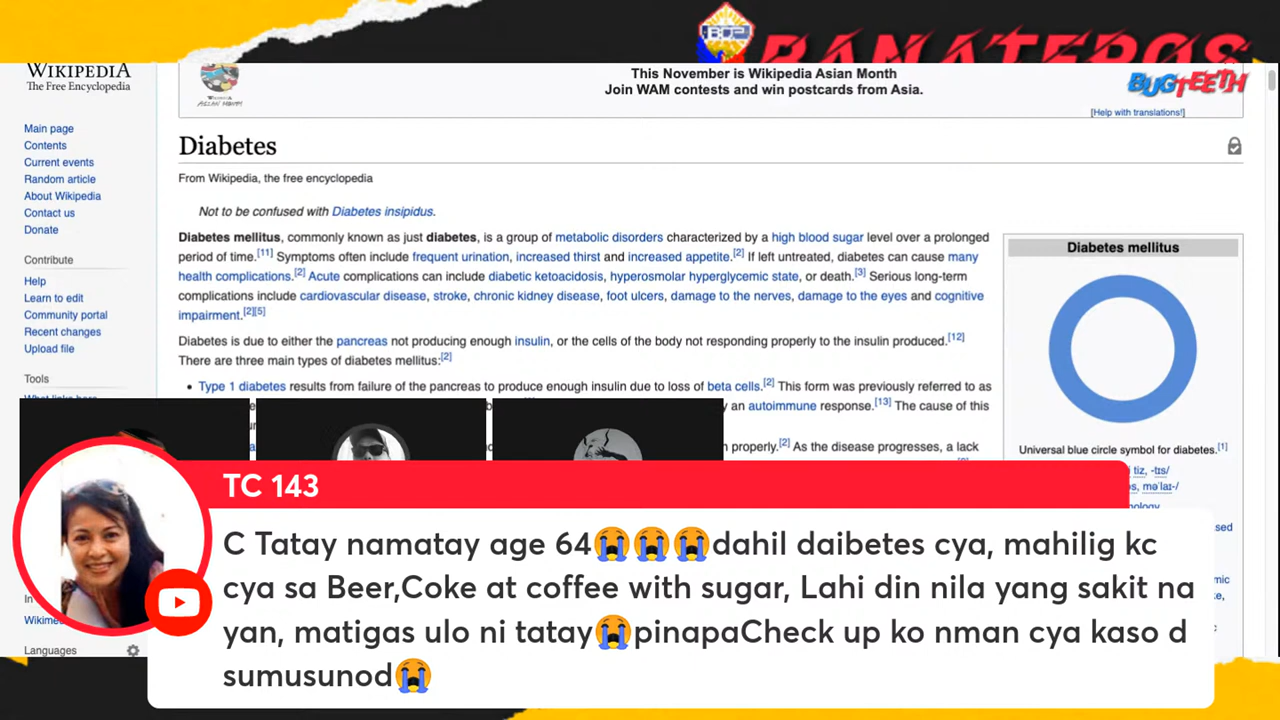 BANATEROS
BUGTEETH
WIKIPEDIA
The Free Encyclopedia
This November is Wikipedia Asian Month
Join WAM contests and win postcards from Asia.
[Help with translations!]
Main page
Contents
Current events
Random article
About Wikipedia
Contact us
Donate
Contribute
Help
Learn to edit
Community portal
Recent changes
Upload file
Tools
What links here
In
Wikimed
Languages
Diabetes
From Wikipedia, the free encyclopedia
Not to be confused with Diabetes insipidus.
Diabetes mellitus, commonly known as just diabetes, is a group of metabolic disorders characterized by a high blood sugar level over a prolonged
period of time.[11] Symptoms often include frequent urination, increased thirst and increased appetite.[2] If left untreated, diabetes can cause many
health complications.[2] Acute complications can include diabetic ketoacidosis, hyperosmolar hyperglycemic state, or death.[3] Serious long-term
complications include cardiovascular disease, stroke, chronic kidney disease, foot ulcers, damage to the nerves, damage to the eyes and cognitive
impairment.[2][5]
Diabetes is due to either the pancreas not producing enough insulin, or the cells of the body not responding properly to the insulin produced.[12]
There are three main types of diabetes mellitus:[2]
• Type 1 diabetes results from failure of the pancreas to produce enough insulin due to loss of beta cells.[2] This form was previously referred to as
an autoimmune response.[13] The cause of this
properly.[2] As the disease progresses, a lack
Diabetes mellitus
Universal blue circle symbol for diabetes.[1]
TC 143
C Tatay namatay age 64😭😭😭dahil daibetes cya, mahilig kc
cya sa Beer,Coke at coffee with sugar, Lahi din nila yang sakit na
yan, matigas ulo ni tatay😭pinapaCheck up ko nman cya kaso d
sumusunod😭